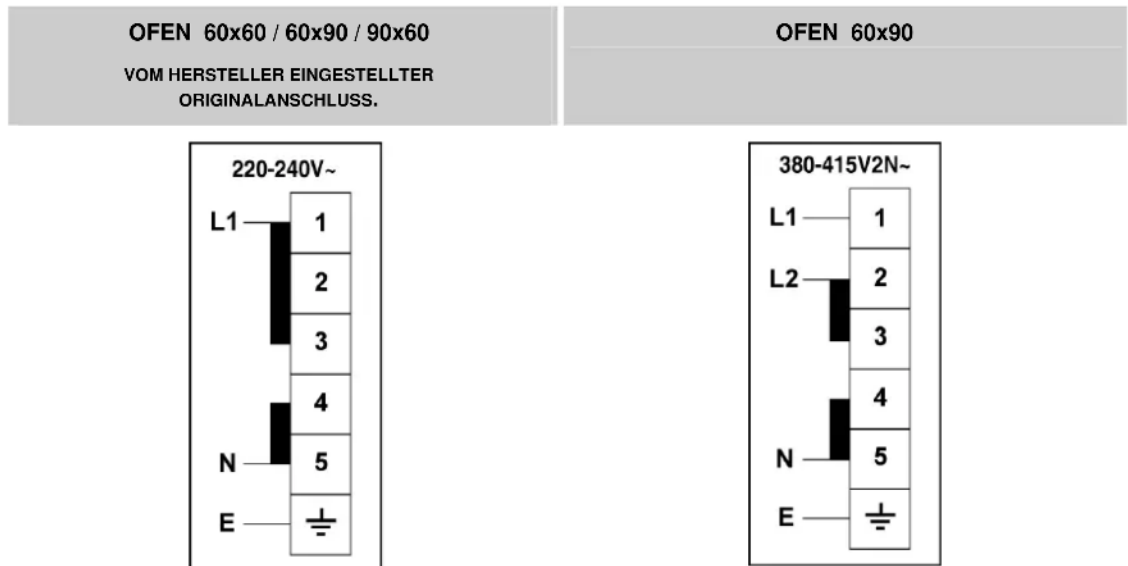 OFEN 60x60 / 60x90 / 90x60
VOM HERSTELLER EINGESTELLTER
ORIGINALANSCHLUSS.
220-240V~
L1 1
2
3
4
N 5
E
OFEN 60x90
380-415V2N~
L1 1
L2 2
3
4
N 5
E